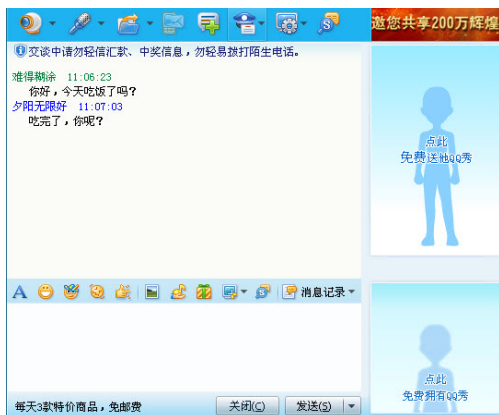 邀您共享200万辉煌
交谈中请勿轻信汇款、中奖信息，勿轻易拨打陌生电话。
难得糊涂 11:06:23
你好，今天吃饭了吗？
夕阳无限好 11:07:03
吃完了，你呢？
点此
免费送他QQ秀
A
消息记录
点此
免费拥有QQ秀
每天3款特价商品，免邮费
关闭(C)
发送(S)